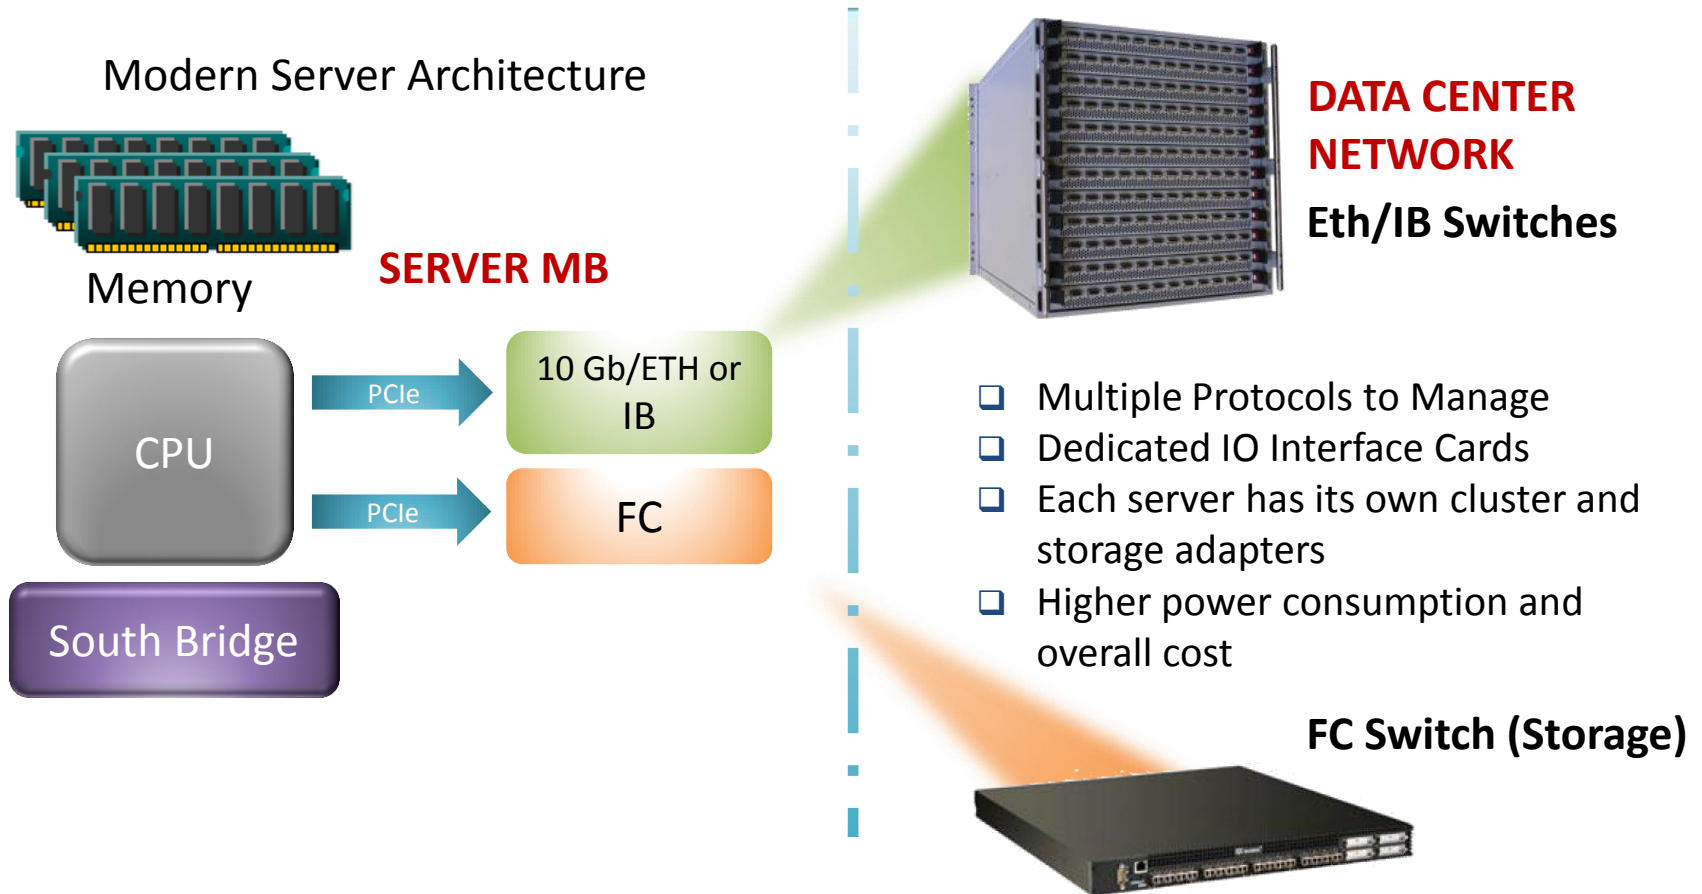 Modern Server Architecture
Memory
SERVER MB
CPU
PCIe
10 Gb/ETH or
IB
PCIe
FC
South Bridge
DATA CENTER
NETWORK
Eth/IB Switches
Multiple Protocols to Manage
Dedicated IO Interface Cards
Each server has its own cluster and
storage adapters
Higher power consumption and
overall cost
FC Switch (Storage)